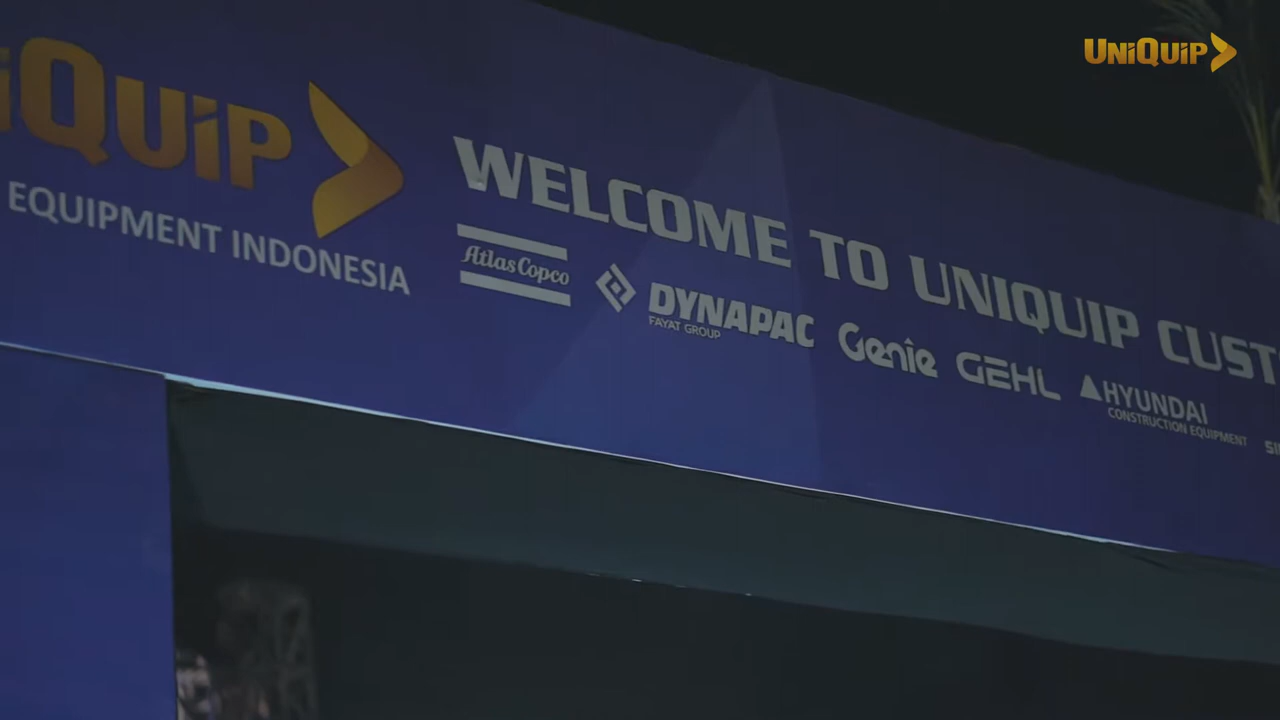 UNiQUiP
iQUiP
EQUIPMENT INDONESIA
WELCOME TO UNIQUIP CUST
Atlas Copco
DYNAPAC
FAYAT GROUP
Genie
GEHL
HYUNDAI
CONSTRUCTION EQUIPMENT